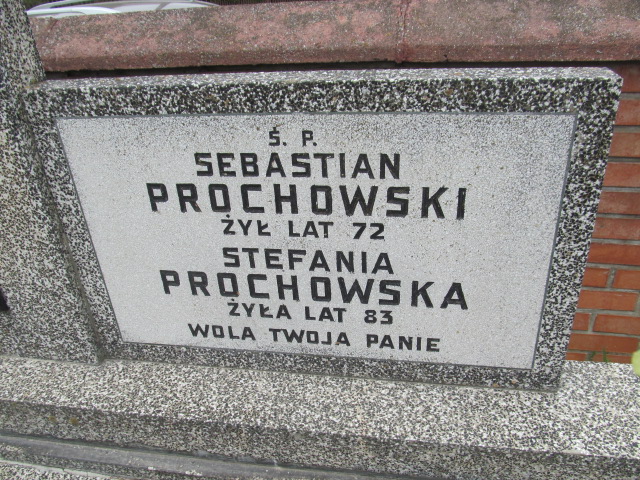 Ś. P.
SEBASTIAN
PROCHOWSKI
ŻYŁ LAT 72
STEFANIA
PROCHOWSKA
ŻYŁA LAT 83
WOLA TWOJA PANIE